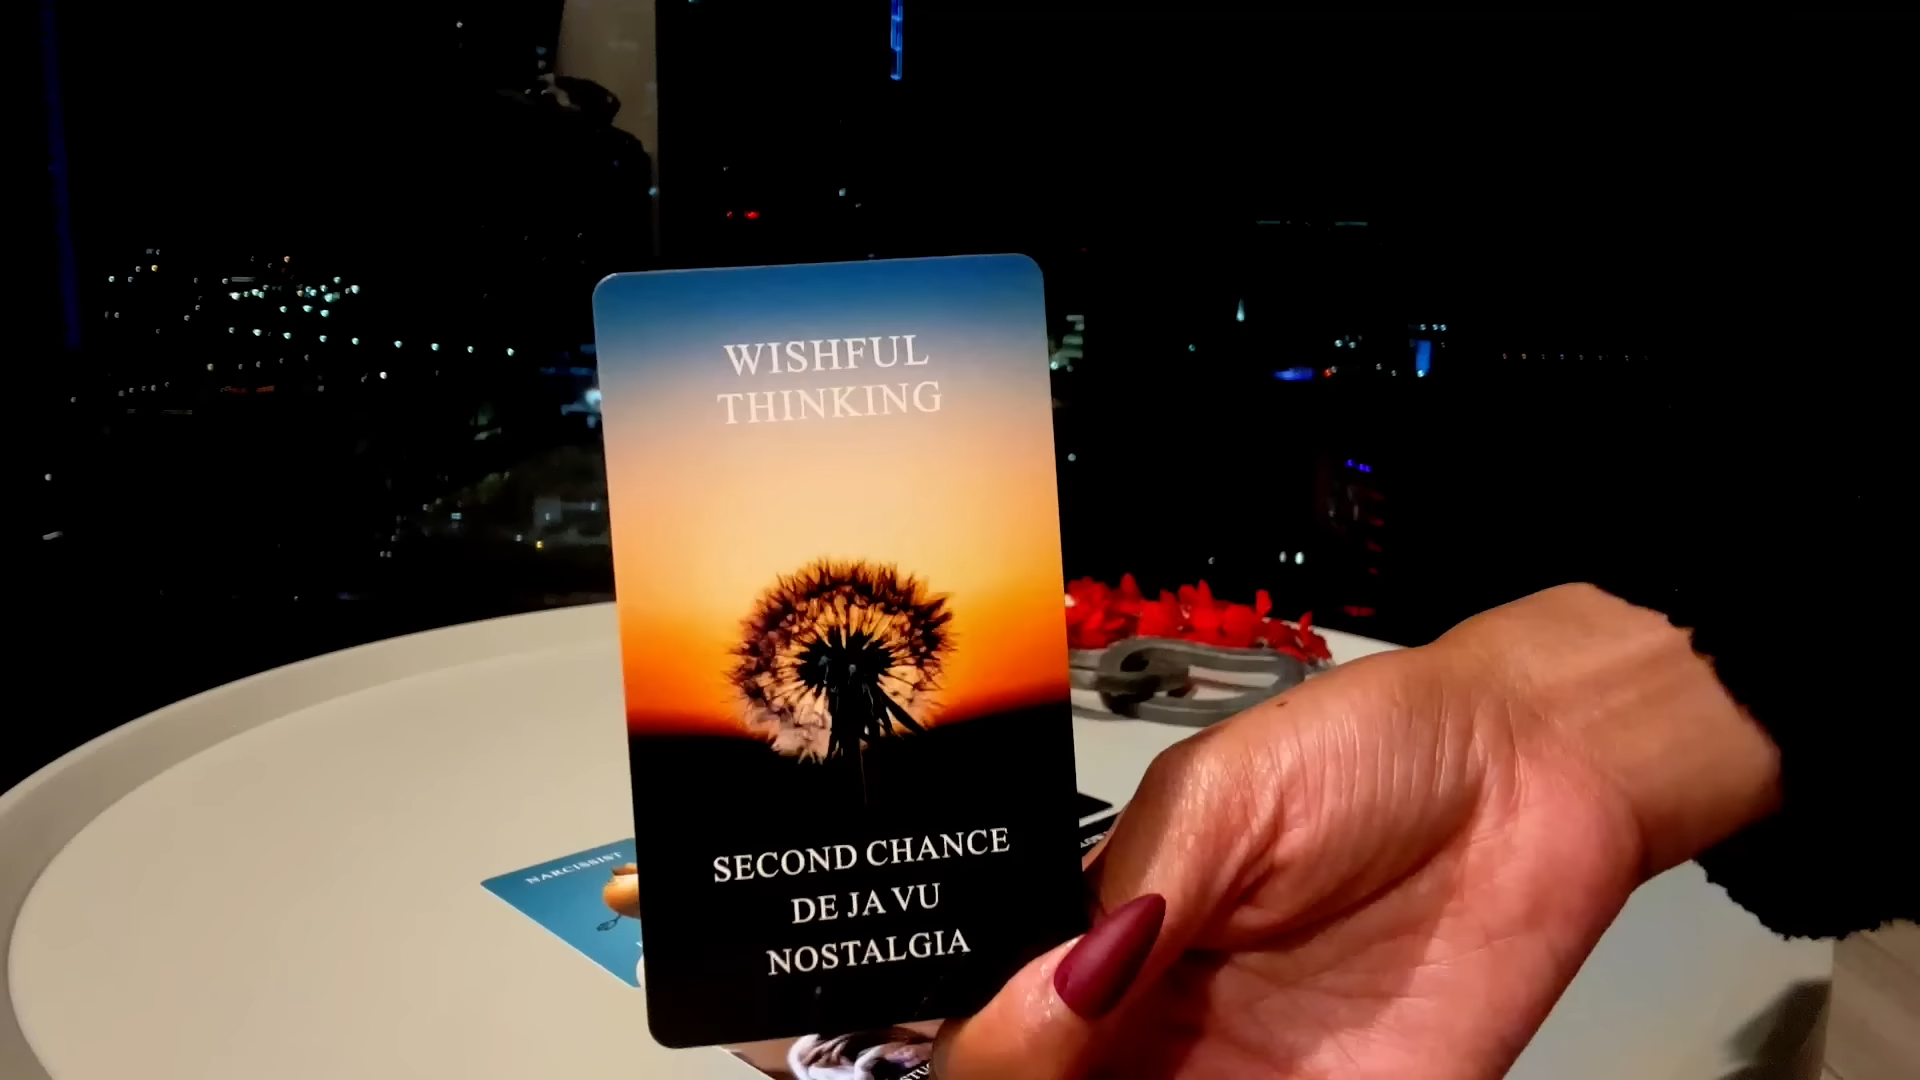 WISHFUL
THINKING
SECOND CHANCE
DE JA VU
NOSTALGIA
NARCISSIST